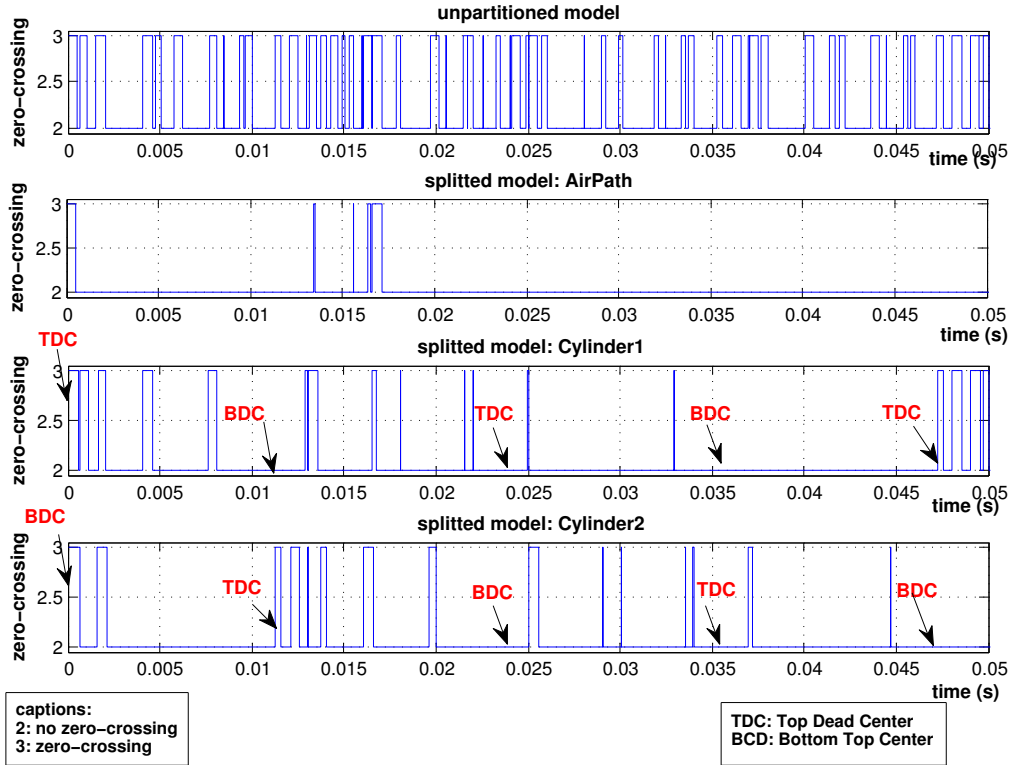 unpartitioned model
zero-crossing
3
2.5
2
0 0.005 0.01 0.015 0.02 0.025 0.03 0.035 0.04 0.045 0.05
time (s)
splitted model: AirPath
zero-crossing
3
2.5
2
0 0.005 0.01 0.015 0.02 0.025 0.03 0.035 0.04 0.045 0.05
time (s)
splitted model: Cylinder1
zero-crossing
3
2.5
2
TDC
BDC
TDC
BDC
TDC
0 0.005 0.01 0.015 0.02 0.025 0.03 0.035 0.04 0.045 0.05
time (s)
splitted model: Cylinder2
zero-crossing
3
2.5
2
BDC
TDC
BDC
TDC
BDC
0 0.005 0.01 0.015 0.02 0.025 0.03 0.035 0.04 0.045 0.05
time (s)
captions:
2: no zero-crossing
3: zero-crossing
TDC: Top Dead Center
BCD: Bottom Top Center